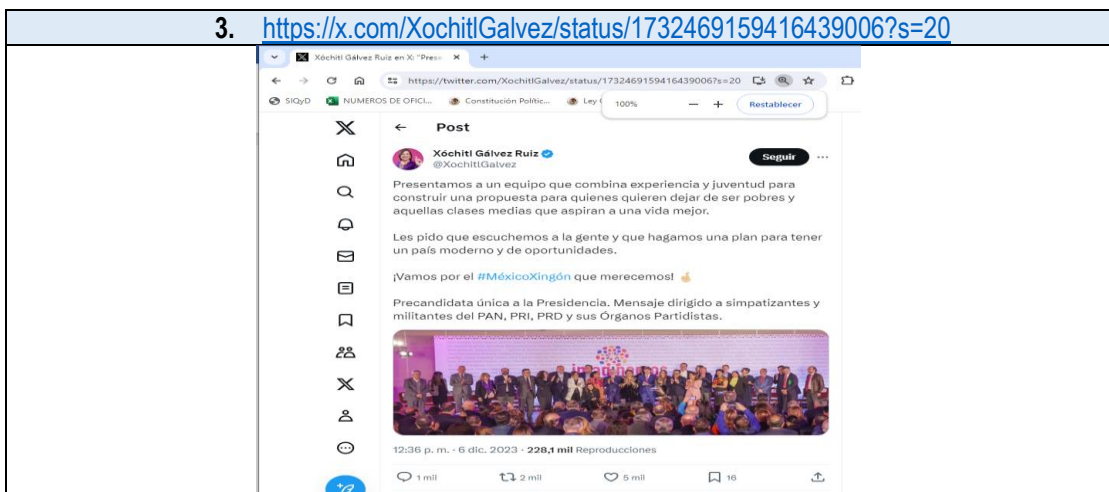 3. https://x.com/XochitlGalvez/status/1732469159416439006?s=20
Xóchitl Gálvez Ruiz en X: "Prese
https://twitter.com/XochitlGalvez/status/1732469159416439006?s=20
SIQyD NUMEROS DE OFICI... Constitución Polític... Ley
100% Restablecer
Post
Xóchitl Gálvez Ruiz
@XochitlGalvez
Seguir
Presentamos a un equipo que combina experiencia y juventud para
construir una propuesta para quienes quieren dejar de ser pobres y
aquellas clases medias que aspiran a una vida mejor.
Les pido que escuchemos a la gente y que hagamos una plan para tener
un país moderno y de oportunidades.
¡Vamos por el #MéxicoXingón que merecemos!
Precandidata única a la Presidencia. Mensaje dirigido a simpatizantes y
militantes del PAN, PRI, PRD y sus Órganos Partidistas.
12:36 p. m. · 6 dic. 2023 · 228,1 mil Reproducciones
1 mil 2 mil 5 mil 16